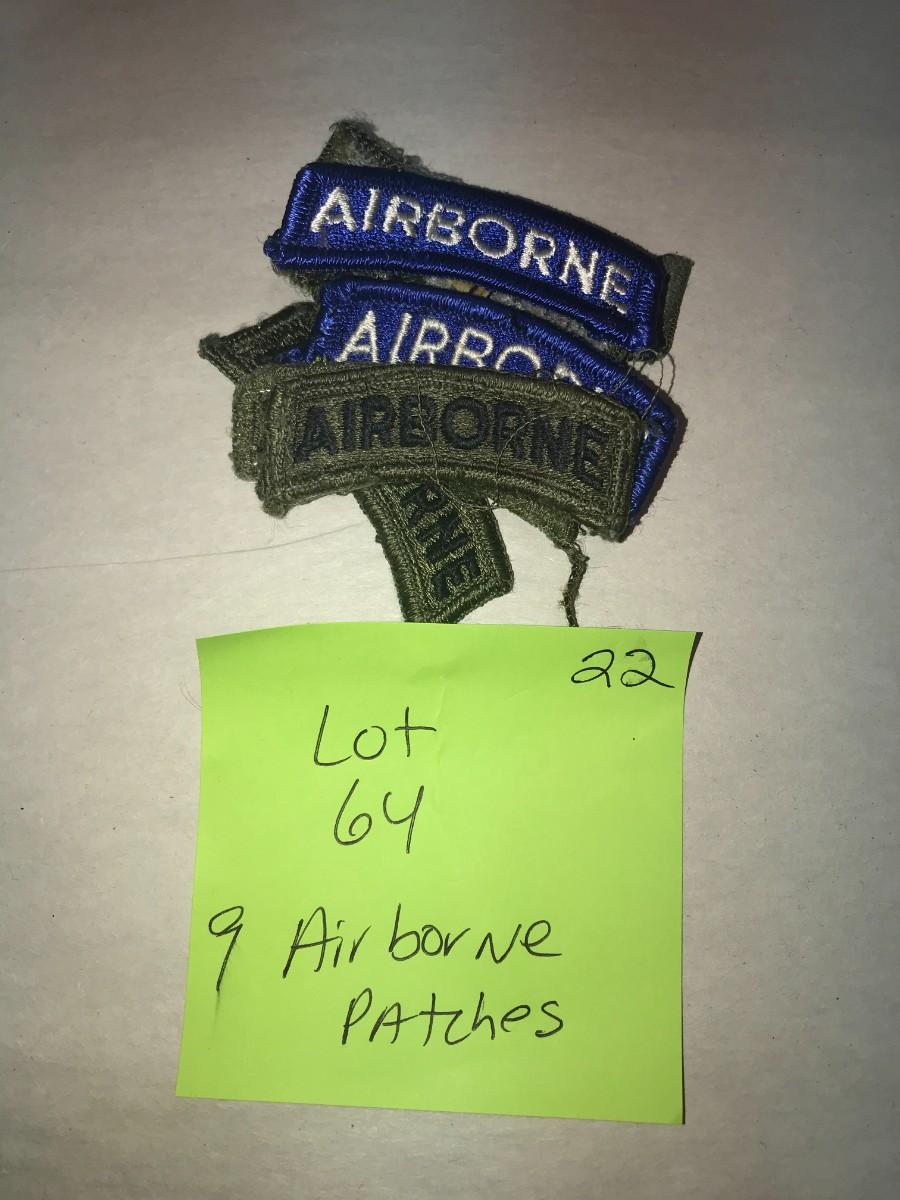 AIRBORNE
AIRBO
AIRBORNE
RNE
22
Lot
64
9 Airborne
PAtches